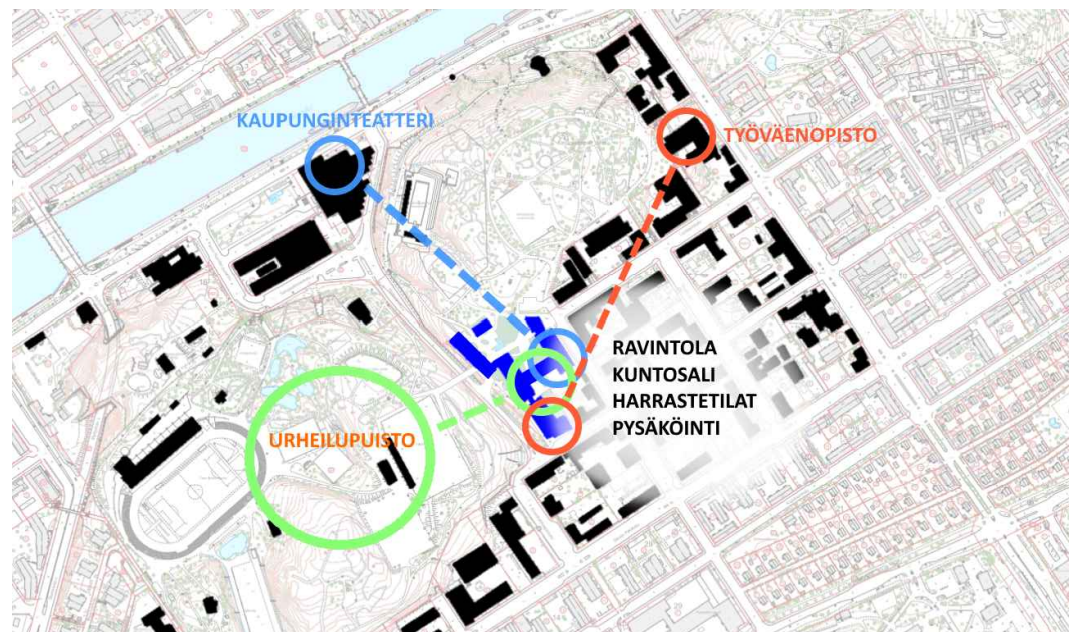 KAUPUNGINTEATTERI
TYÖVÄENOPISTO
RAVINTOLA
KUNTOSALI
HARRASTETILAT
PYSÄKÖINTI
URHEILUPUISTO